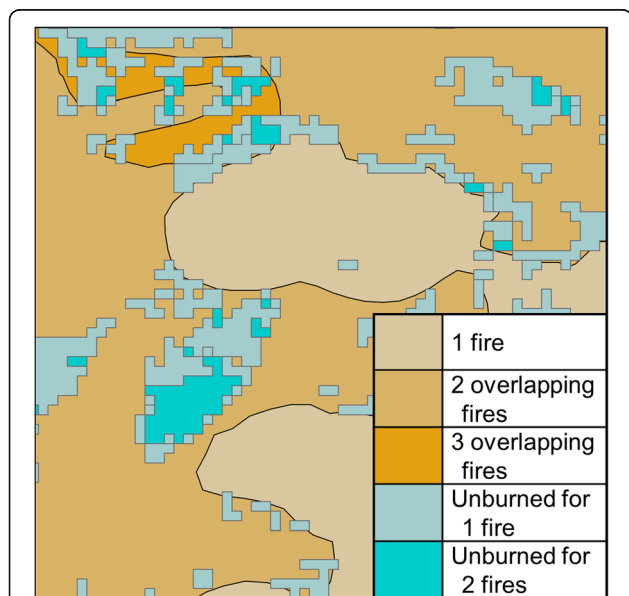 1 fire
2 overlapping
fires
3 overlapping
fires
Unburned for
1 fire
Unburned for
2 fires